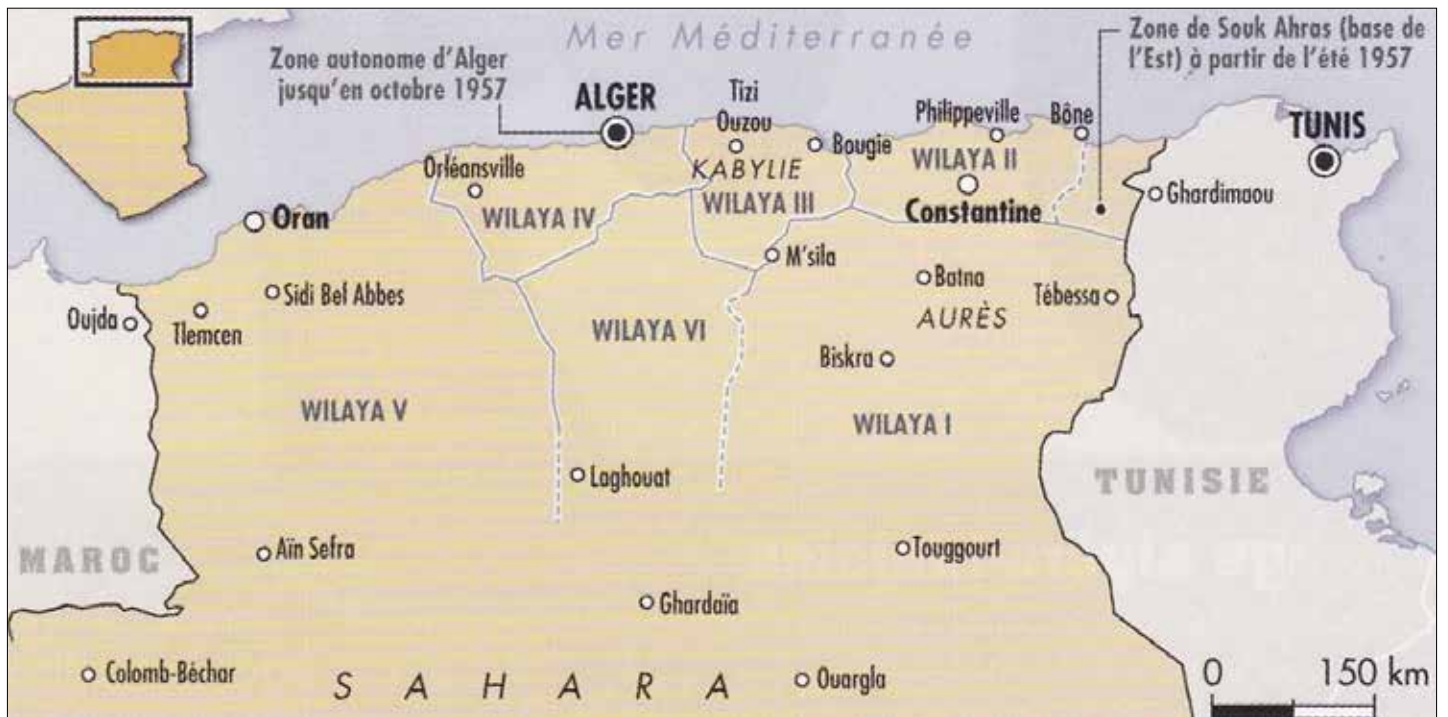 Mer Méditerranée
Zone autonome d'Alger
jusqu'en octobre 1957
Zone de Souk Ahras (base de
l'Est) à partir de l'été 1957
ALGER
Tizi
Ouzou
Bougie
Philippeville
Bône
TUNIS
Orléansville
KABYLIE
WILAYA II
Ghardimaou
Oran
WILAYA IV
WILAYA III
Constantine
M'sila
Batna
Sidi Bel Abbes
Tébessa
Oujda
Tlemcen
AURÈS
WILAYA VI
Biskra
WILAYA V
WILAYA I
Laghouat
TUNISIE
MAROC
Aïn Sefra
Touggourt
Ghardaïa
Colomb-Béchar
SAHARA
Ouargla
0 150 km